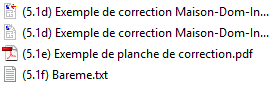 (5.1d) Exemple de correction Maison-Dom-In...
(5.1d) Exemple de correction Maison-Dom-In...
(5.1e) Exemple de planche de correction.pdf
(5.1f) Bareme.txt